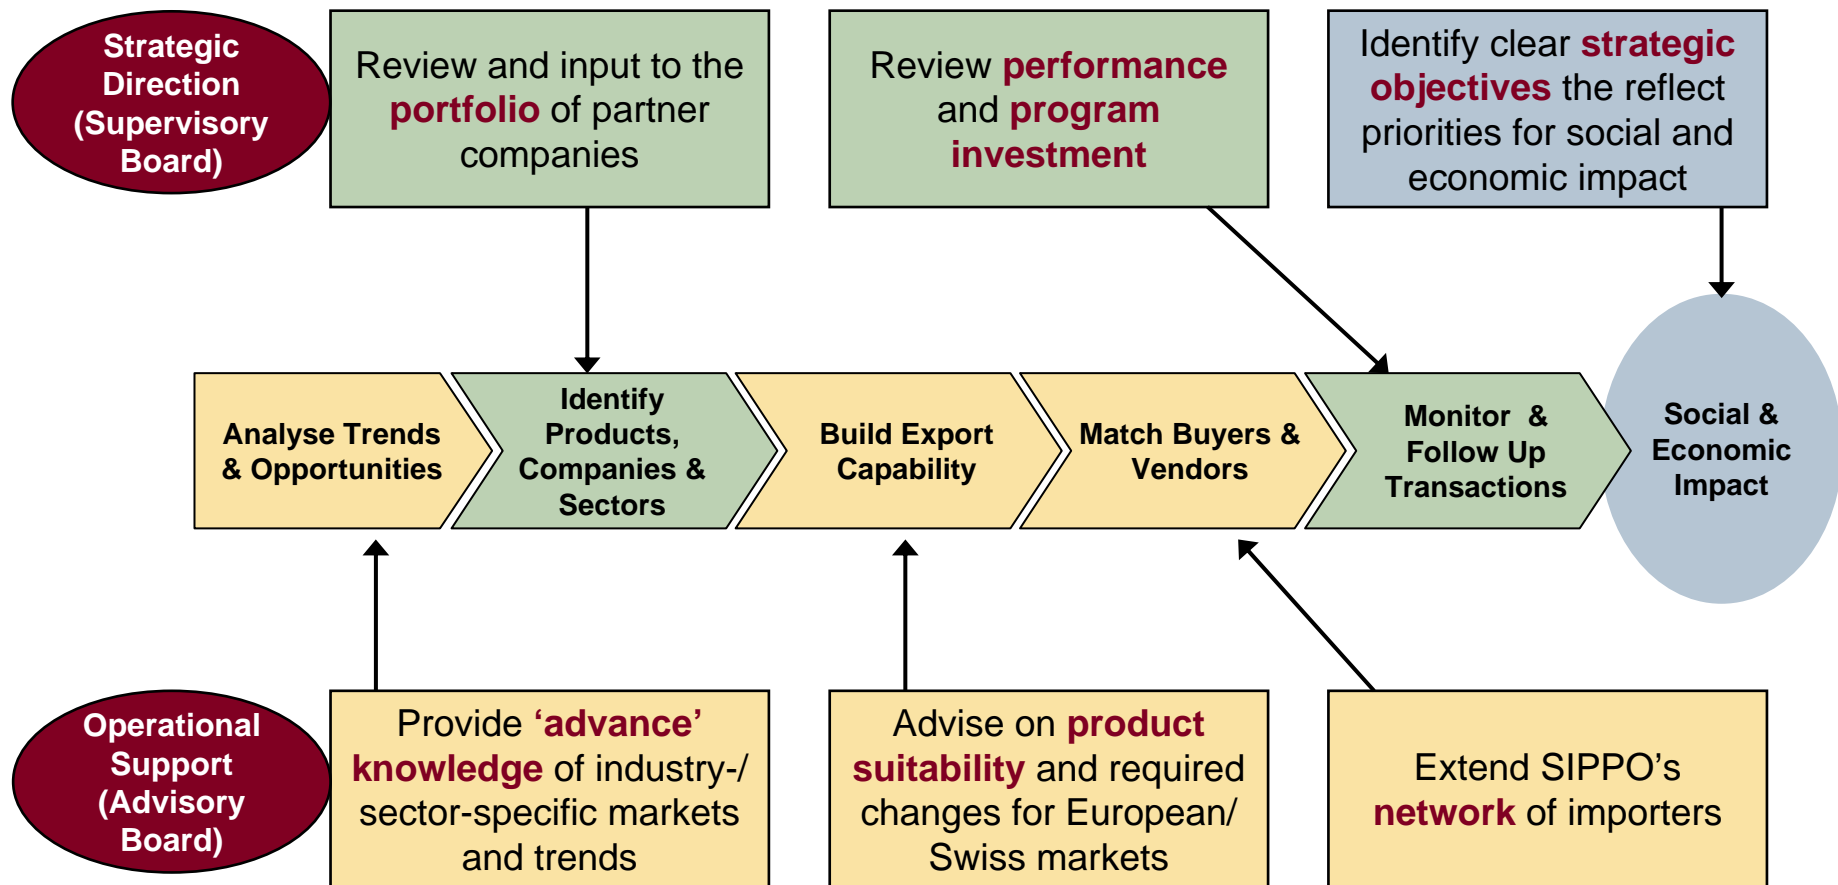 Strategic
Direction
(Supervisory
Board)
Review and input to the
portfolio of partner
companies
Review performance
and program
investment
Identify clear strategic
objectives the reflect
priorities for social and
economic impact
Analyse Trends
& Opportunities
Identify
Products,
Companies &
Sectors
Build Export
Capability
Match Buyers &
Vendors
Monitor & 
Follow Up
Transactions
Social &
Economic
Impact
Operational
Support
(Advisory
Board)
Provide ‘advance’
knowledge of industry-/
sector-specific markets
and trends
Advise on product
suitability and required
changes for European/
Swiss markets
Extend SIPPO’s
network of importers